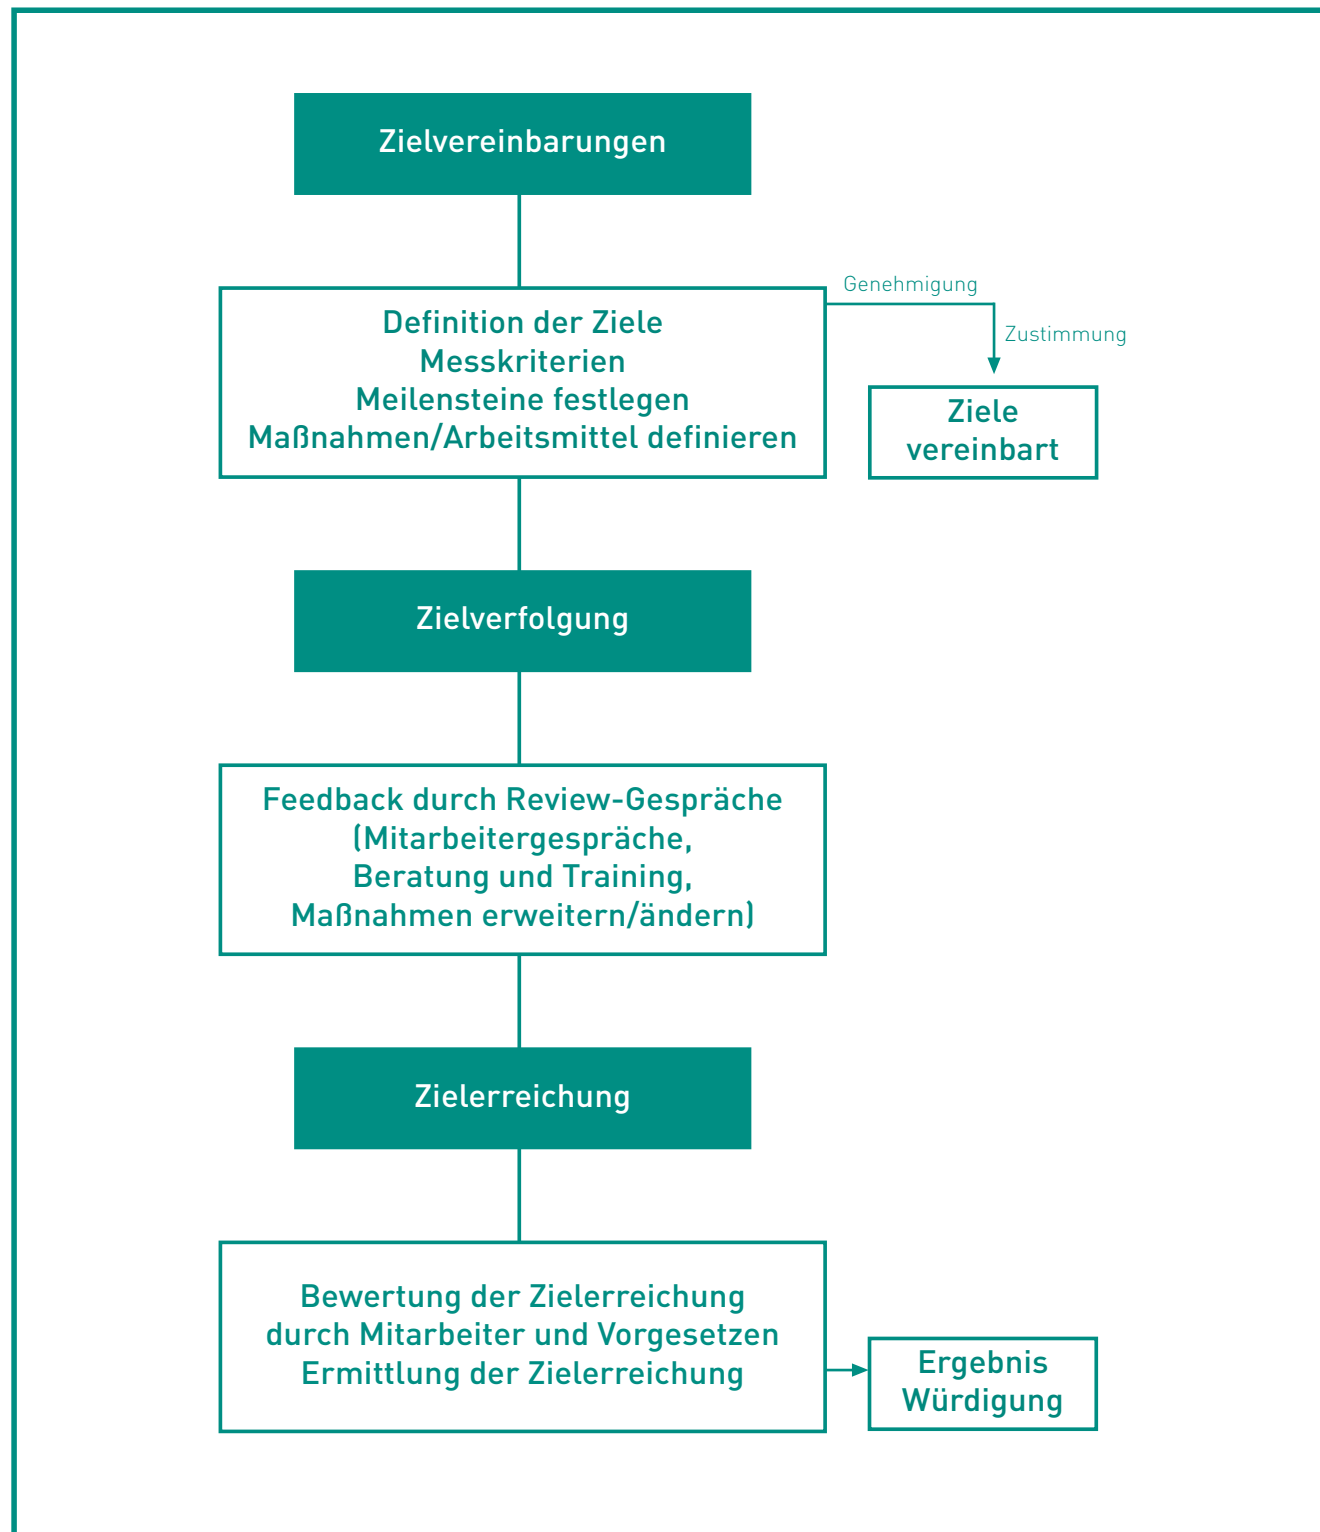 Zielvereinbarungen
Definition der Ziele
Messkriterien
Meilensteine festlegen
Maßnahmen/Arbeitsmittel definieren
Genehmigung
Zustimmung
Ziele
vereinbart
Zielverfolgung
Feedback durch Review-Gespräche
(Mitarbeitergespräche,
Beratung und Training,
Maßnahmen erweitern/ändern)
Zielerreichung
Bewertung der Zielerreichung
durch Mitarbeiter und Vorgesetzen
Ermittlung der Zielerreichung
Ergebnis
Würdigung